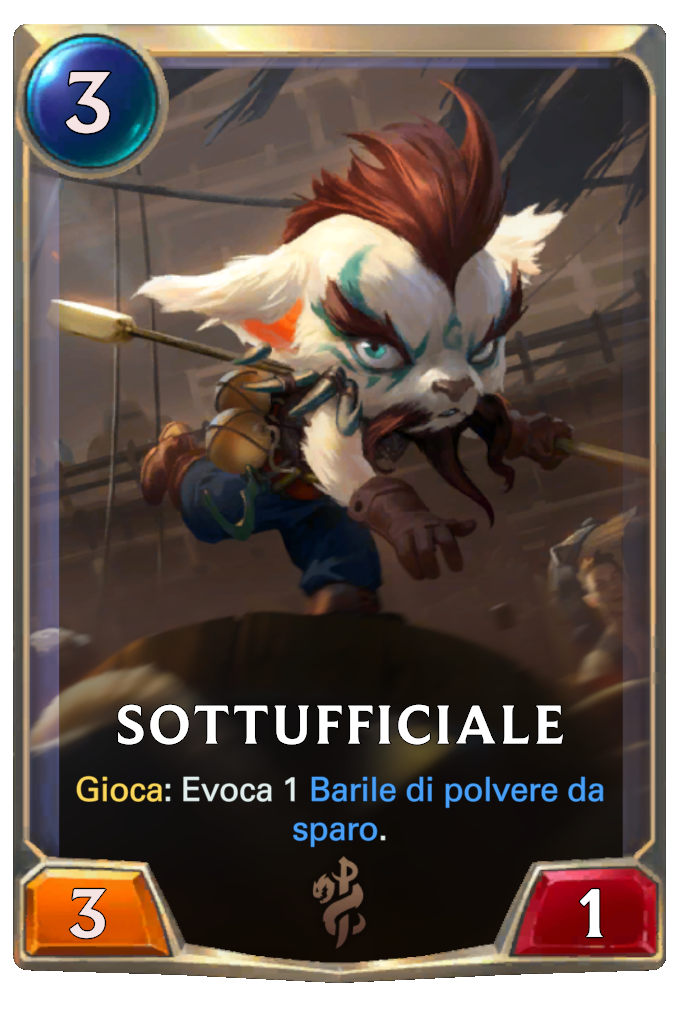 3
SOTTUFFICIALE
Gioca: Evoca 1 Barile di polvere da
sparo.
3
1